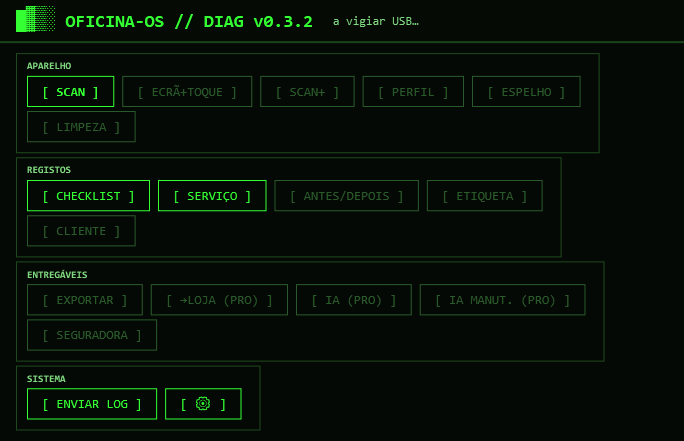 OFICINA-OS // DIAG v0.3.2 a vigiar USB…
APARELHO
[ SCAN ] [ ECRÃ+TOQUE ] [ SCAN+ ] [ PERFIL ] [ ESPELHO ]
[ LIMPEZA ]
REGISTOS
[ CHECKLIST ] [ SERVIÇO ] [ ANTES/DEPOIS ] [ ETIQUETA ]
[ CLIENTE ]
ENTREGÁVEIS
[ EXPORTAR ] [ →LOJA (PRO) ] [ IA (PRO) ] [ IA MANUT. (PRO) ]
[ SEGURADORA ]
SISTEMA
[ ENVIAR LOG ] [ ⚙ ]